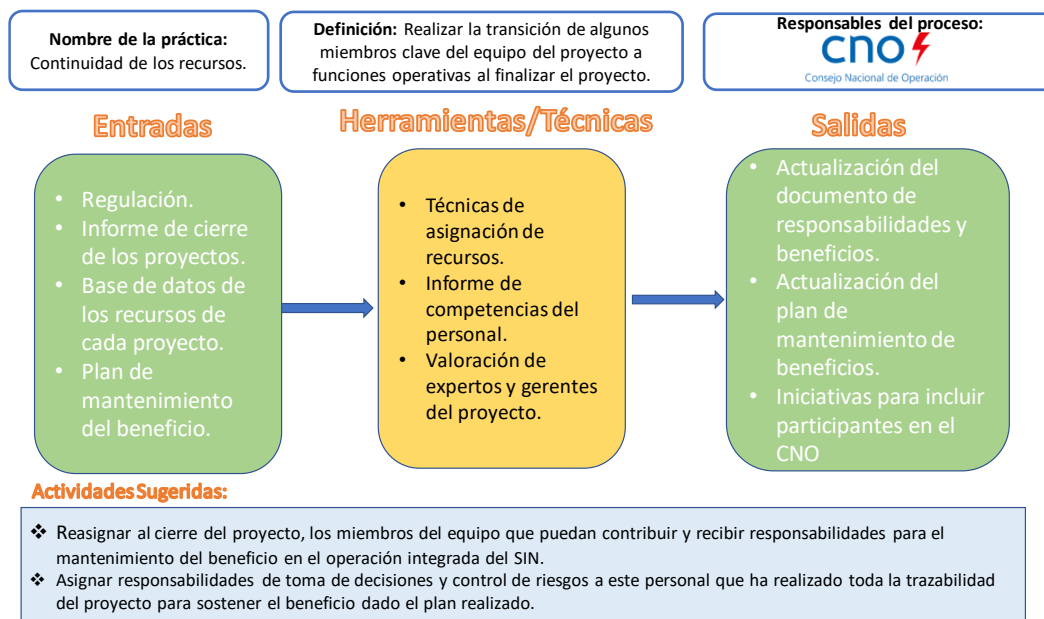 Nombre de la práctica:
Continuidad de los recursos.
Definición: Realizar la transición de algunos
miembros clave del equipo del proyecto a
funciones operativas al finalizar el proyecto.
Responsables del proceso:
cno
Consejo Nacional de Operación
Entradas
Herramientas/Técnicas
Salidas
• Regulación.
• Informe de cierre
de los proyectos.
• Base de datos de
los recursos de
cada proyecto.
• Plan de
mantenimiento
del beneficio.
• Técnicas de
asignación de
recursos.
• Informe de
competencias del
personal.
• Valoración de
expertos y gerentes
del proyecto.
• Actualización del
documento de
responsabilidades y
beneficios.
• Actualización del
plan de
mantenimiento de
beneficios.
• Iniciativas para incluir
participantes en el
CNO
Actividades Sugeridas:
❖ Reasignar al cierre del proyecto, los miembros del equipo que puedan contribuir y recibir responsabilidades para el
mantenimiento del beneficio en el operación integrada del SIN.
❖ Asignar responsabilidades de toma de decisiones y control de riesgos a este personal que ha realizado toda la trazabilidad
del proyecto para sostener el beneficio dado el plan realizado.